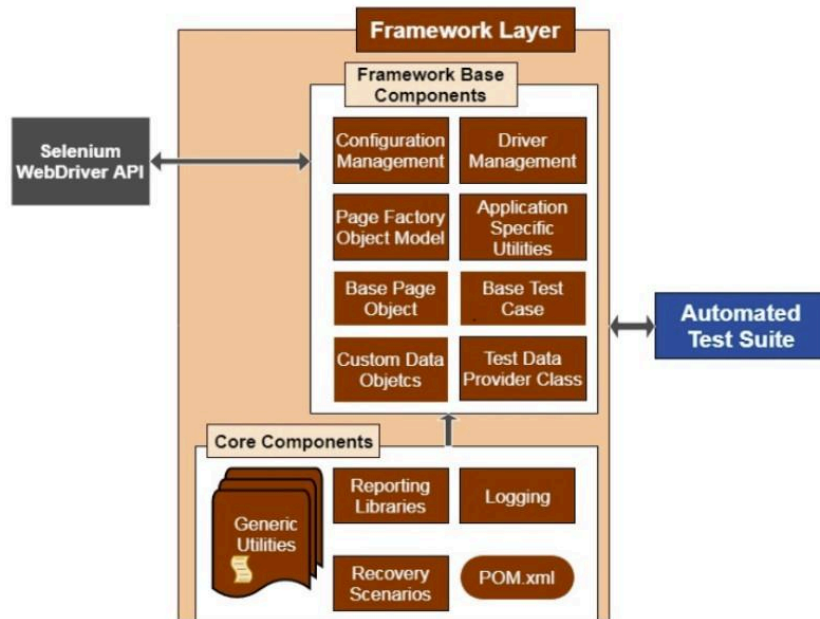 Framework Layer
Framework Base
Components
Selenium
WebDriver API
Configuration
Management
Driver
Management
Page Factory
Object Model
Application
Specific
Utilities
Base Page
Object
Base Test
Case
Automated
Test Suite
Custom Data
Objetcs
Test Data
Provider Class
Core Components
Generic
Utilities
Reporting
Libraries
Logging
Recovery
Scenarios
POM.xml